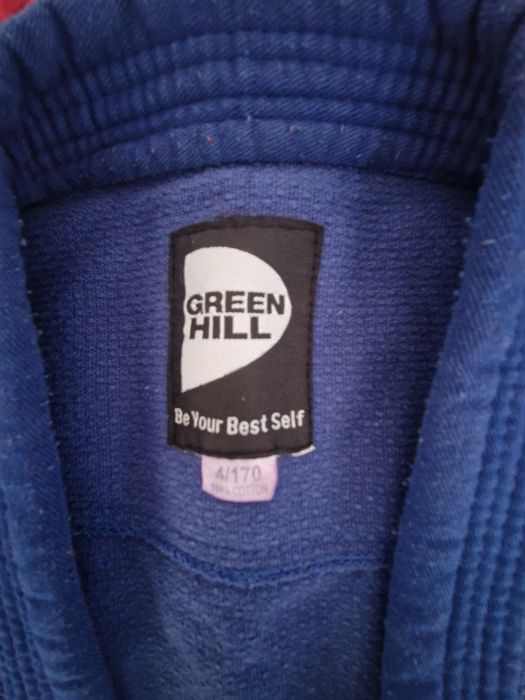 GREEN
HILL
Be Your Best Self
4/170
100% COTTON